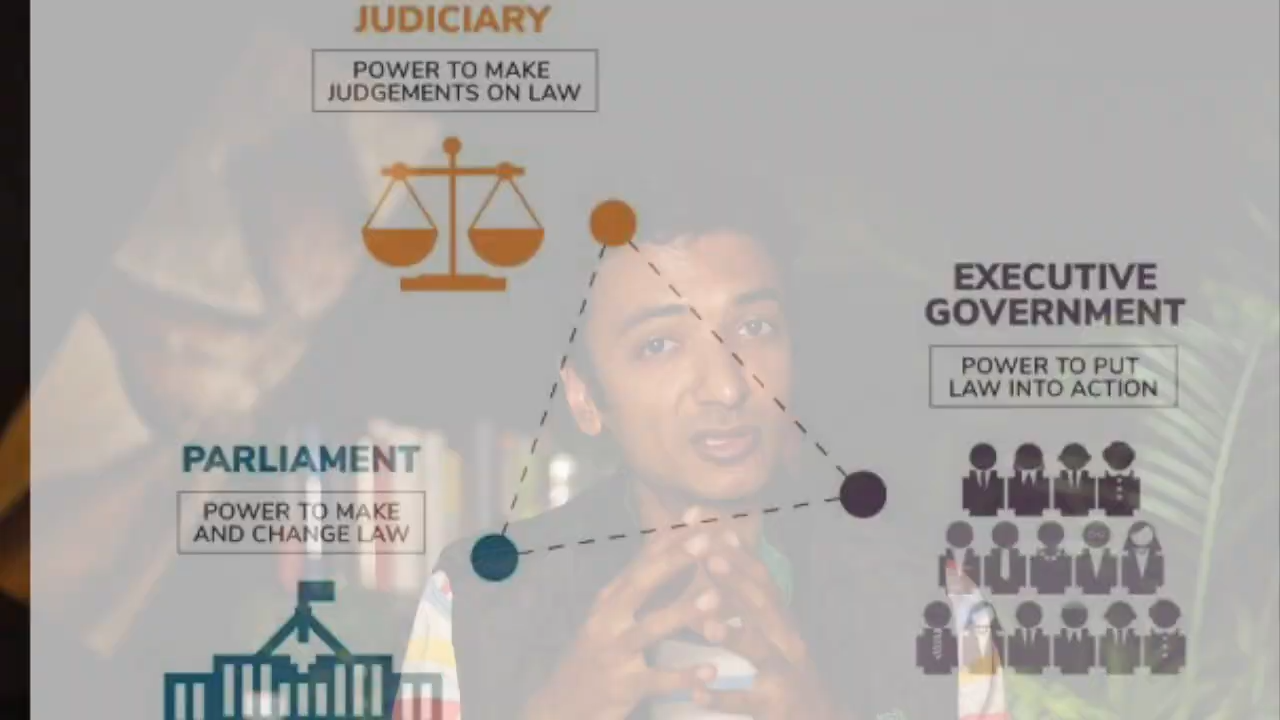 JUDICIARY
POWER TO MAKE
JUDGEMENTS ON LAW
EXECUTIVE
GOVERNMENT
POWER TO PUT
LAW INTO ACTION
PARLIAMENT
POWER TO MAKE
AND CHANGE LAW